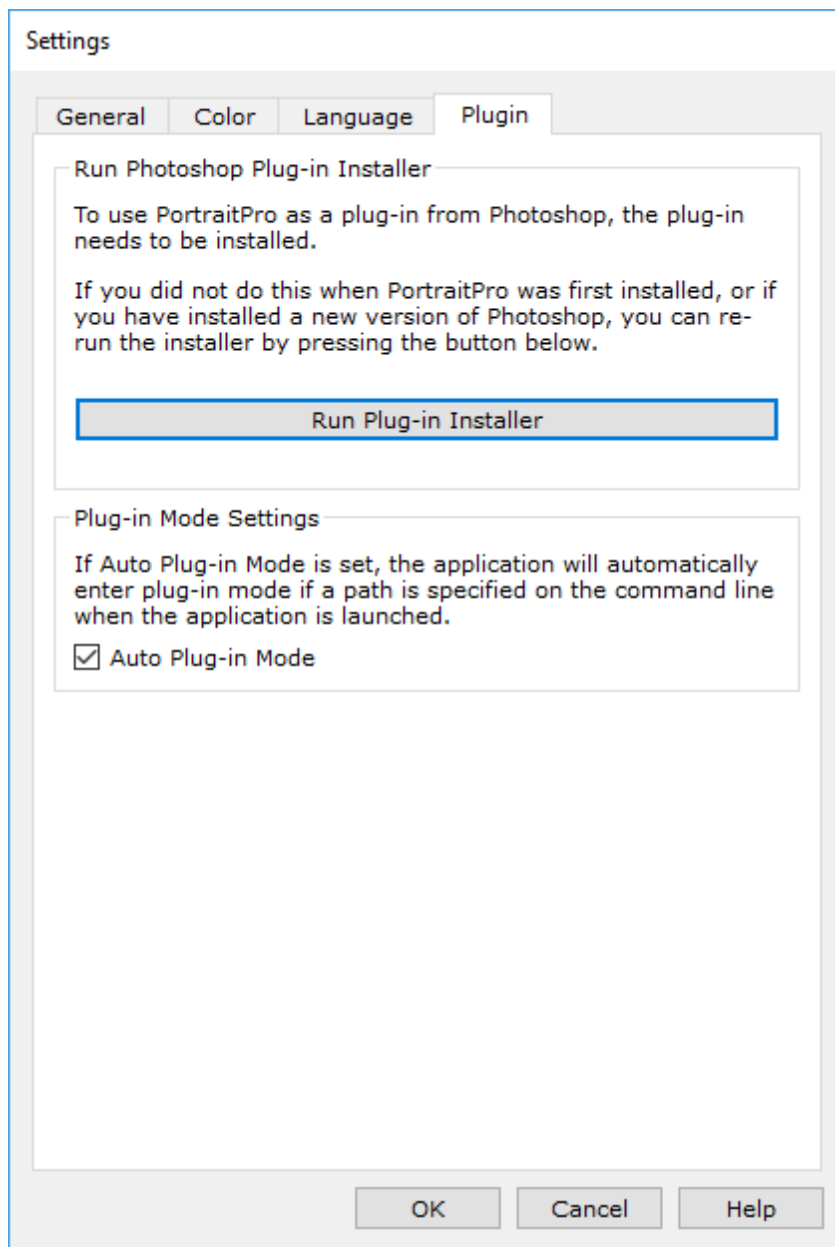 Settings
General
Color
Language
Plugin
Run Photoshop Plug-in Installer
To use PortraitPro as a plug-in from Photoshop, the plug-in
needs to be installed.
If you did not do this when PortraitPro was first installed, or if
you have installed a new version of Photoshop, you can re-
run the installer by pressing the button below.
Run Plug-in Installer
Plug-in Mode Settings
If Auto Plug-in Mode is set, the application will automatically
enter plug-in mode if a path is specified on the command line
when the application is launched.
Auto Plug-in Mode
OK
Cancel
Help